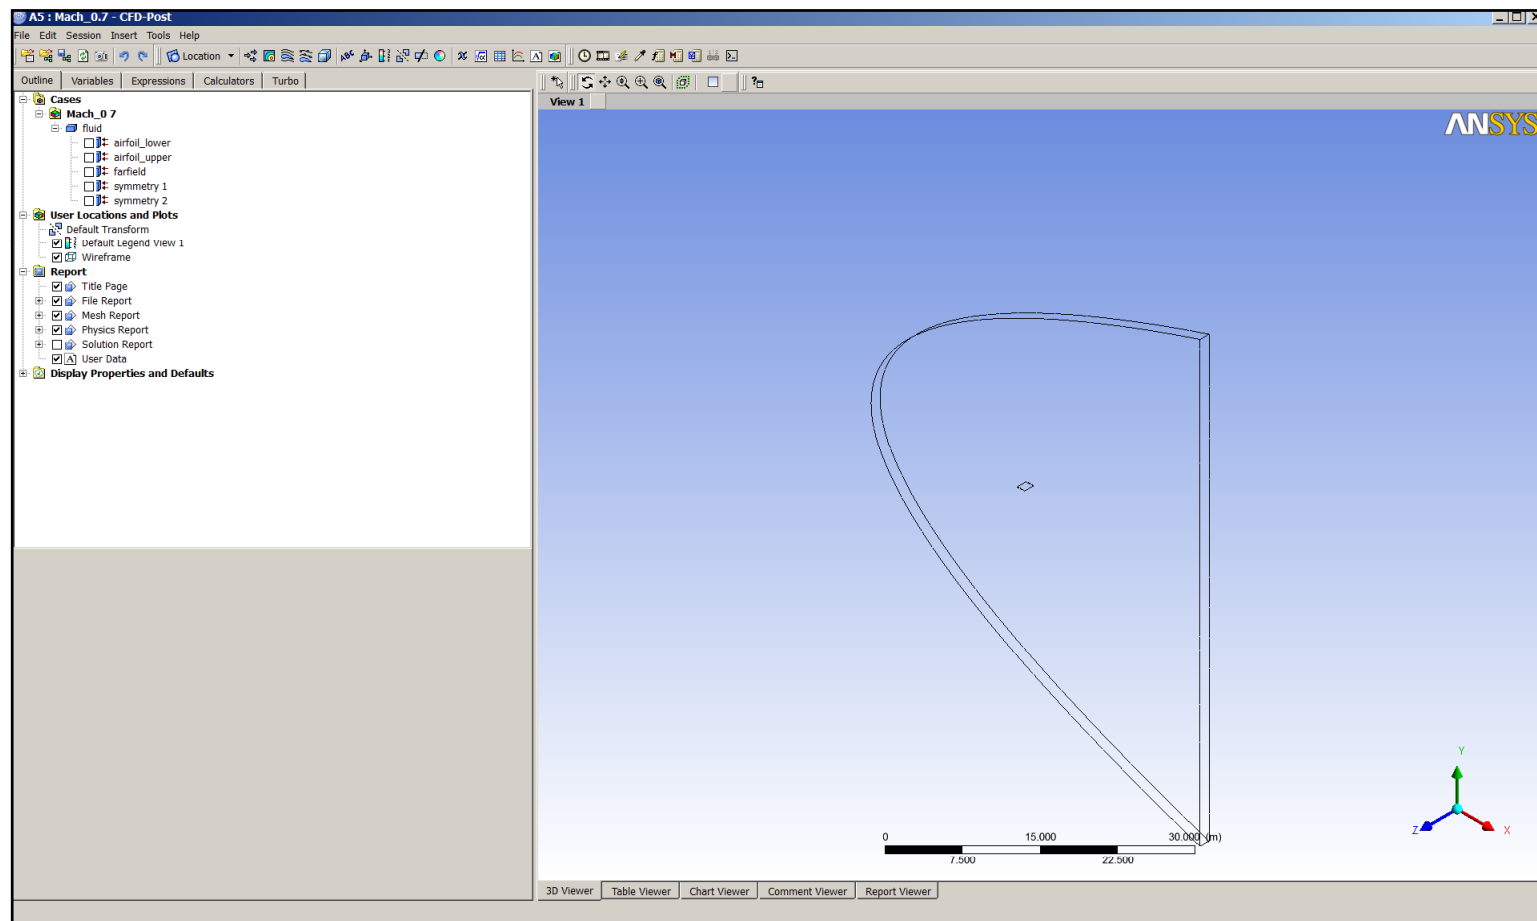 A5 : Mach_0.7 - CFD-Post
File Edit Session Insert Tools Help
Location
Outline Variables Expressions Calculators Turbo
View 1
Cases
Mach_0 7
fluid
airfoil_lower
airfoil_upper
farfield
symmetry 1
symmetry 2
User Locations and Plots
Default Transform
Default Legend View 1
Wireframe
Report
Title Page
File Report
Mesh Report
Physics Report
Solution Report
A User Data
Display Properties and Defaults
ANSYS
Y
Z X
0 15.000 30.000 (m)
7.500 22.500
3D Viewer Table Viewer Chart Viewer Comment Viewer Report Viewer